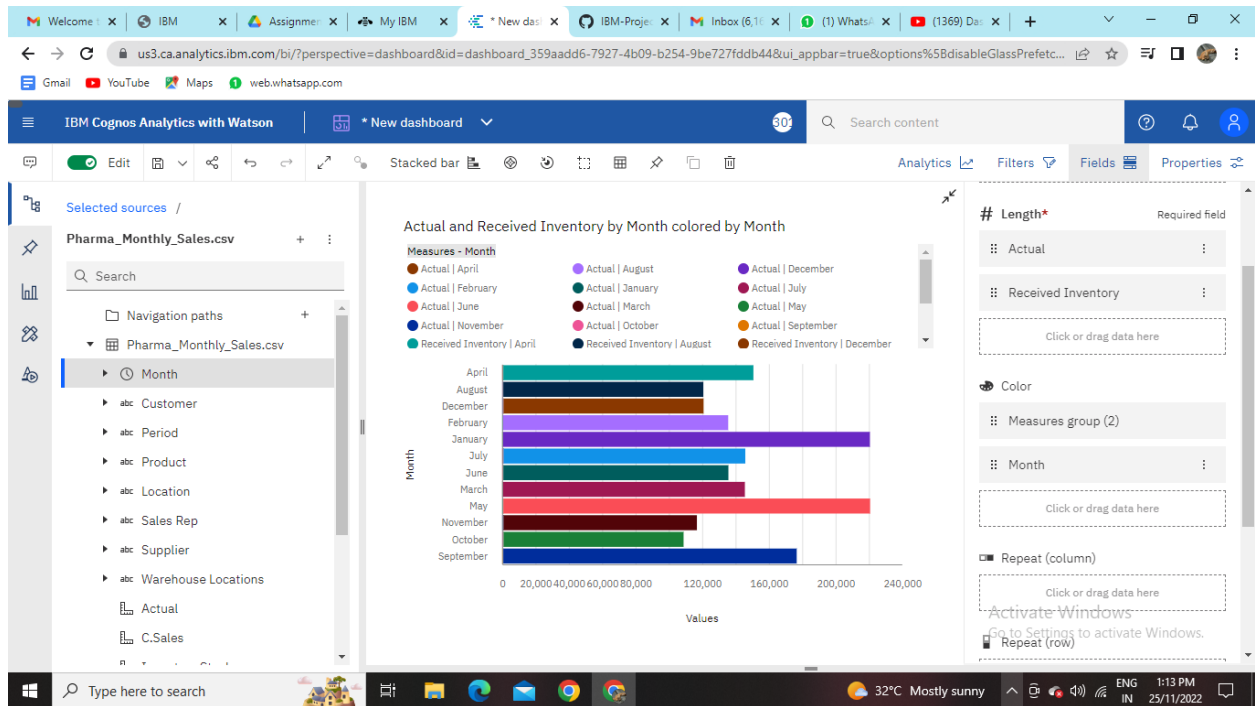 Welcome t
IBM
Assignmen
My IBM
* New das
IBM-Projec
Inbox (6,16
(1) WhatsA
(1369) Das
us3.ca.analytics.ibm.com/bi/?perspective=dashboard&id=dashboard_359aadd6-7927-4b09-b254-9be727fddb44&ui_appbar=true&options%5BdisableGlassPrefetc...
Gmail
YouTube
Maps
web.whatsapp.com
IBM Cognos Analytics with Watson
* New dashboard
Search content
Edit
Stacked bar
Analytics
Filters
Fields
Properties
Selected sources /
Pharma_Monthly_Sales.csv
Search
Navigation paths
Pharma_Monthly_Sales.csv
Month
abc Customer
abc Period
abc Product
abc Location
abc Sales Rep
abc Supplier
abc Warehouse Locations
Actual
C.Sales
Actual and Received Inventory by Month colored by Month
Measures - Month
Actual | April
Actual | August
Actual | December
Actual | February
Actual | January
Actual | July
Actual | June
Actual | March
Actual | May
Actual | November
Actual | October
Actual | September
Received Inventory | April
Received Inventory | August
Received Inventory | December
Month
April
August
December
February
January
July
June
March
May
November
October
September
0 20,000 40,000 60,000 80,000 120,000 160,000 200,000 240,000
Values
# Length*
Required field
Actual
Received Inventory
Click or drag data here
Color
Measures group (2)
Month
Click or drag data here
Repeat (column)
Click or drag data here
Activate Windows
Go to Settings to activate Windows.
Repeat (row)
Type here to search
32°C Mostly sunny
ENG
IN
1:13 PM
25/11/2022